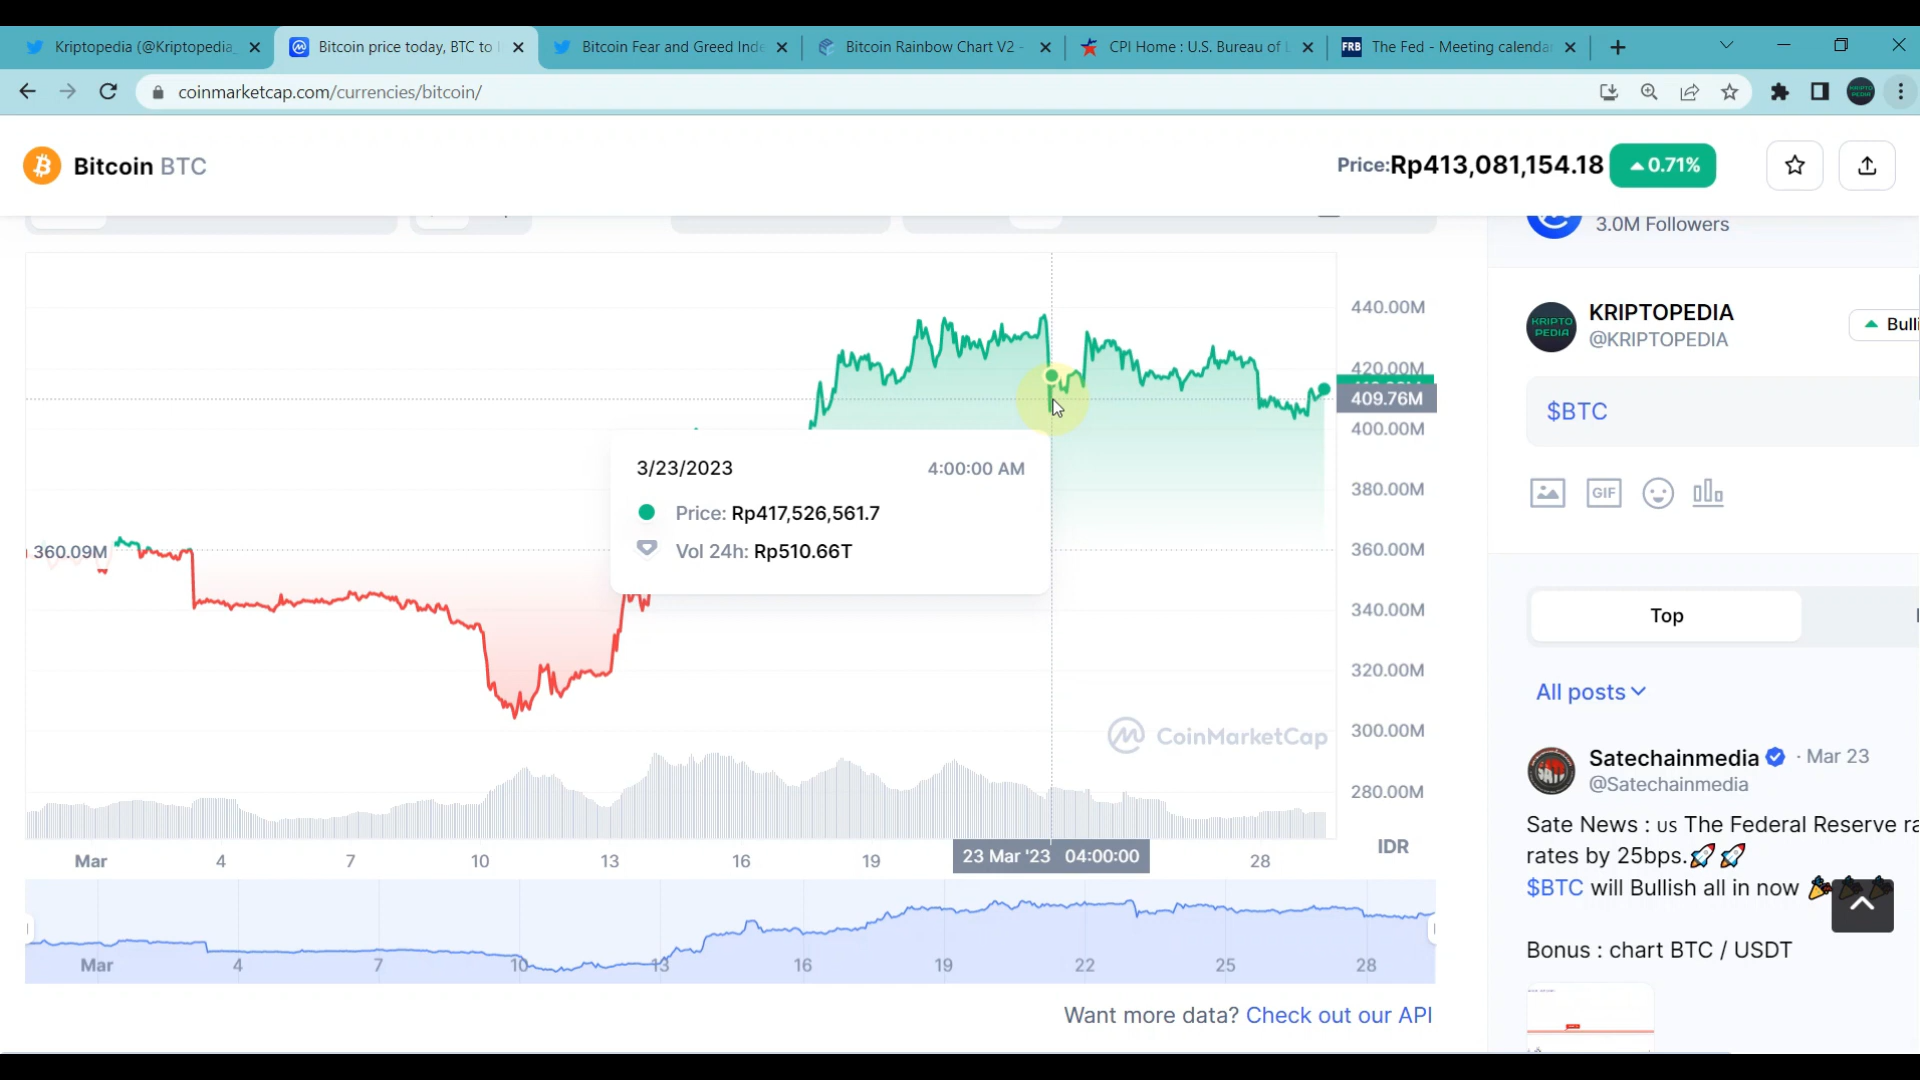 Kriptopedia (@Kriptopedia_
Bitcoin price today, BTC to
Bitcoin Fear and Greed Inde
Bitcoin Rainbow Chart V2 -
CPI Home : U.S. Bureau of L
FRB The Fed - Meeting calenda
coinmarketcap.com/currencies/bitcoin/
Bitcoin BTC
Price:Rp413,081,154.18
0.71%
3.0M Followers
440.00M
420.00M
409.76M
400.00M
380.00M
360.00M
340.00M
320.00M
300.00M
280.00M
IDR
360.09M
3/23/2023 4:00:00 AM
Price: Rp417,526,561.7
Vol 24h: Rp510.66T
CoinMarketCap
Mar 4 7 10 13 16 19 23 Mar '23 04:00:00 28
Mar 4 7 10 13 16 19 22 25 28
Want more data? Check out our API
KRIPTO
PEDIA
KRIPTOPEDIA
@KRIPTOPEDIA
Bulli
$BTC
GIF
Top
All posts
Satechainmedia · Mar 23
@Satechainmedia
Sate News : us The Federal Reserve ra
rates by 25bps.🚀🚀
$BTC will Bullish all in now 🎉🎉🎉
Bonus : chart BTC / USDT